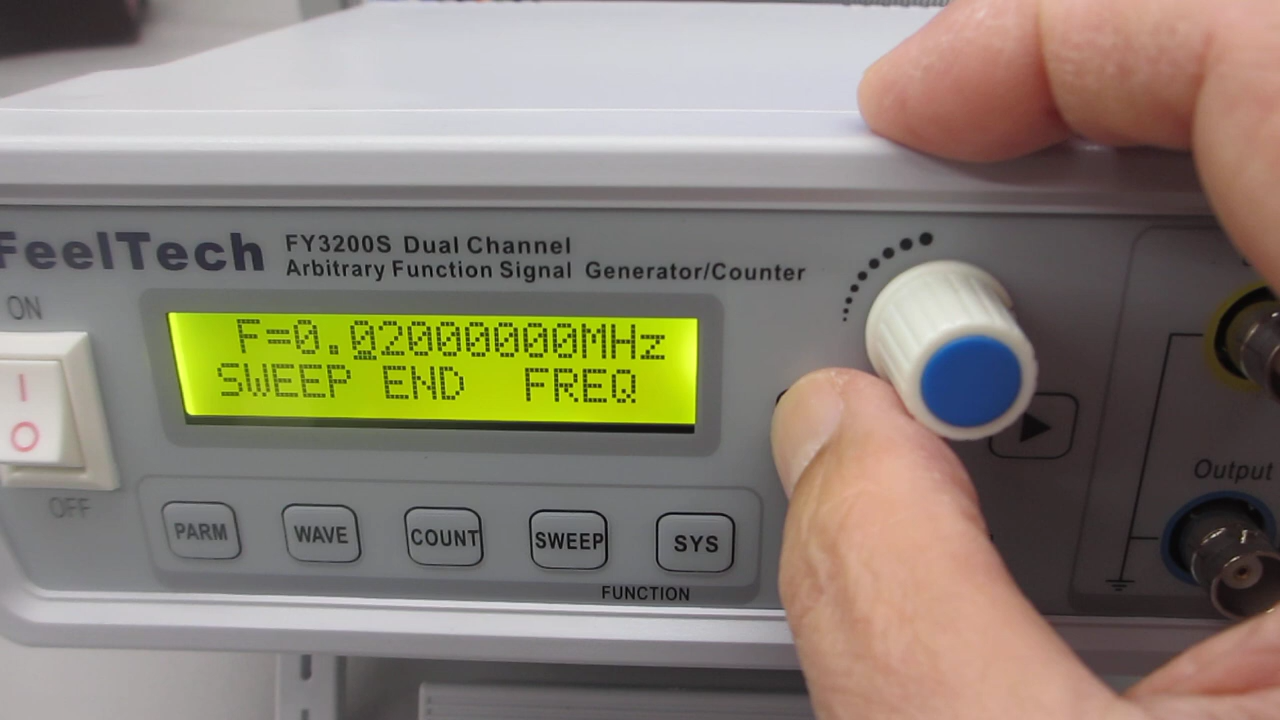 FeelTech
FY3200S Dual Channel
Arbitrary Function Signal Generator/Counter
ON
F=0.02000000MHz
SWEEP END FREQ
I
O
OFF
PARM
WAVE
COUNT
SWEEP
SYS
FUNCTION
Output